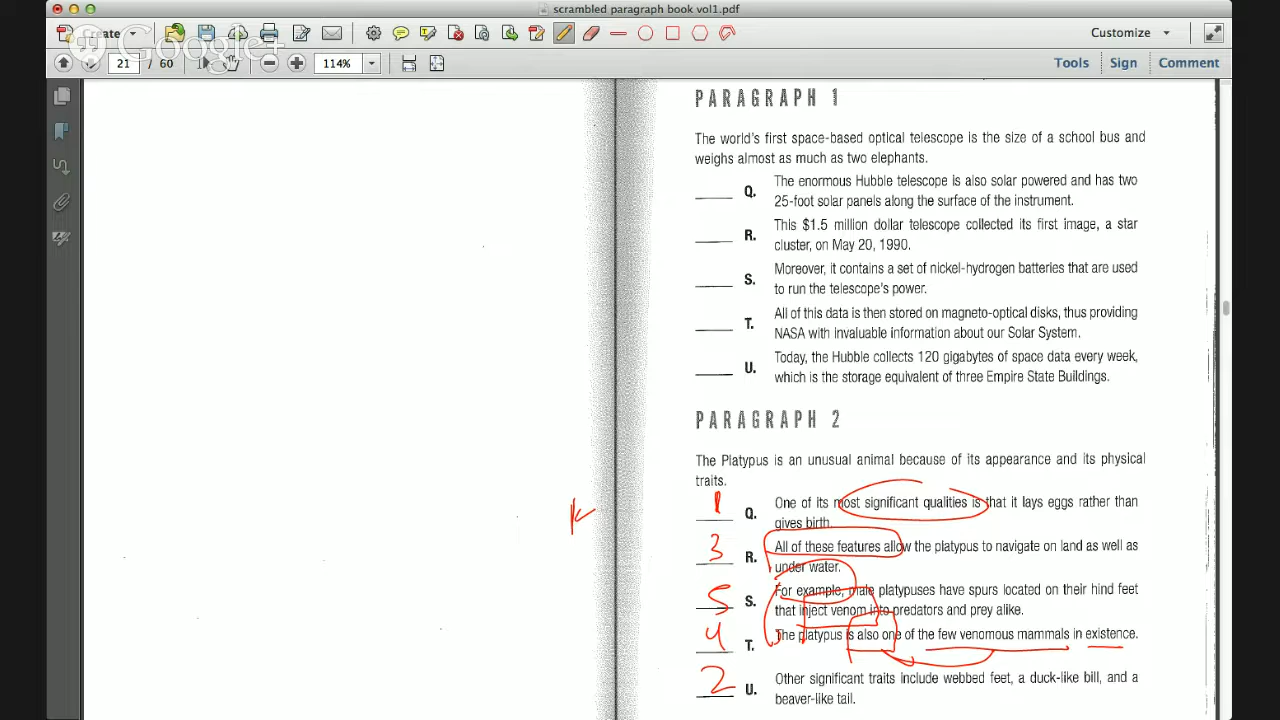 scrambled paragraph book vol1.pdf
Create
Google+
21 / 60
114%
Customize
Tools Sign Comment
PARAGRAPH 1
The world's first space-based optical telescope is the size of a school bus and
weighs almost as much as two elephants.
Q. The enormous Hubble telescope is also solar powered and has two
25-foot solar panels along the surface of the instrument.
R. This $1.5 million dollar telescope collected its first image, a star
cluster, on May 20, 1990.
S. Moreover, it contains a set of nickel-hydrogen batteries that are used
to run the telescope's power.
T. All of this data is then stored on magneto-optical disks, thus providing
NASA with invaluable information about our Solar System.
U. Today, the Hubble collects 120 gigabytes of space data every week,
which is the storage equivalent of three Empire State Buildings.
PARAGRAPH 2
The Platypus is an unusual animal because of its appearance and its physical
traits.
1 Q. One of its most significant qualities is that it lays eggs rather than
gives birth.
3 R. All of these features allow the platypus to navigate on land as well as
under water.
5 S. For example, male platypuses have spurs located on their hind feet
that inject venom into predators and prey alike.
4 T. The platypus is also one of the few venomous mammals in existence.
2 U. Other significant traits include webbed feet, a duck-like bill, and a
beaver-like tail.